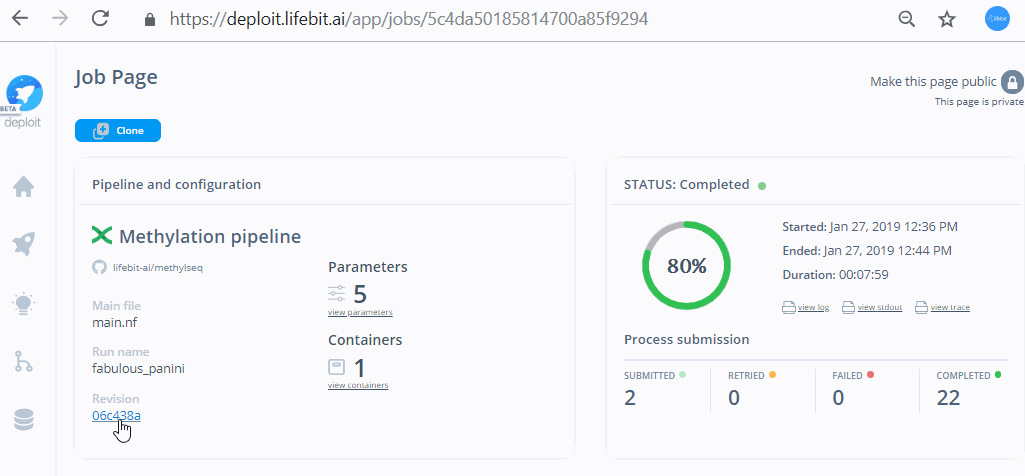 https://deploit.lifebit.ai/app/jobs/5c4da50185814700a85f9294
lifebit
BETA
deploit
Job Page
Make this page public
This page is private
Clone
Pipeline and configuration
Methylation pipeline
lifebit-ai/methylseq
Main file
main.nf
Run name
fabulous_panini
Revision
06c438a
Parameters
5
view parameters
Containers
1
view containers
STATUS: Completed
80%
Started: Jan 27, 2019 12:36 PM
Ended: Jan 27, 2019 12:44 PM
Duration: 00:07:59
view log view stdout view trace
Process submission
SUBMITTED RETRIED FAILED COMPLETED
2 0 0 22